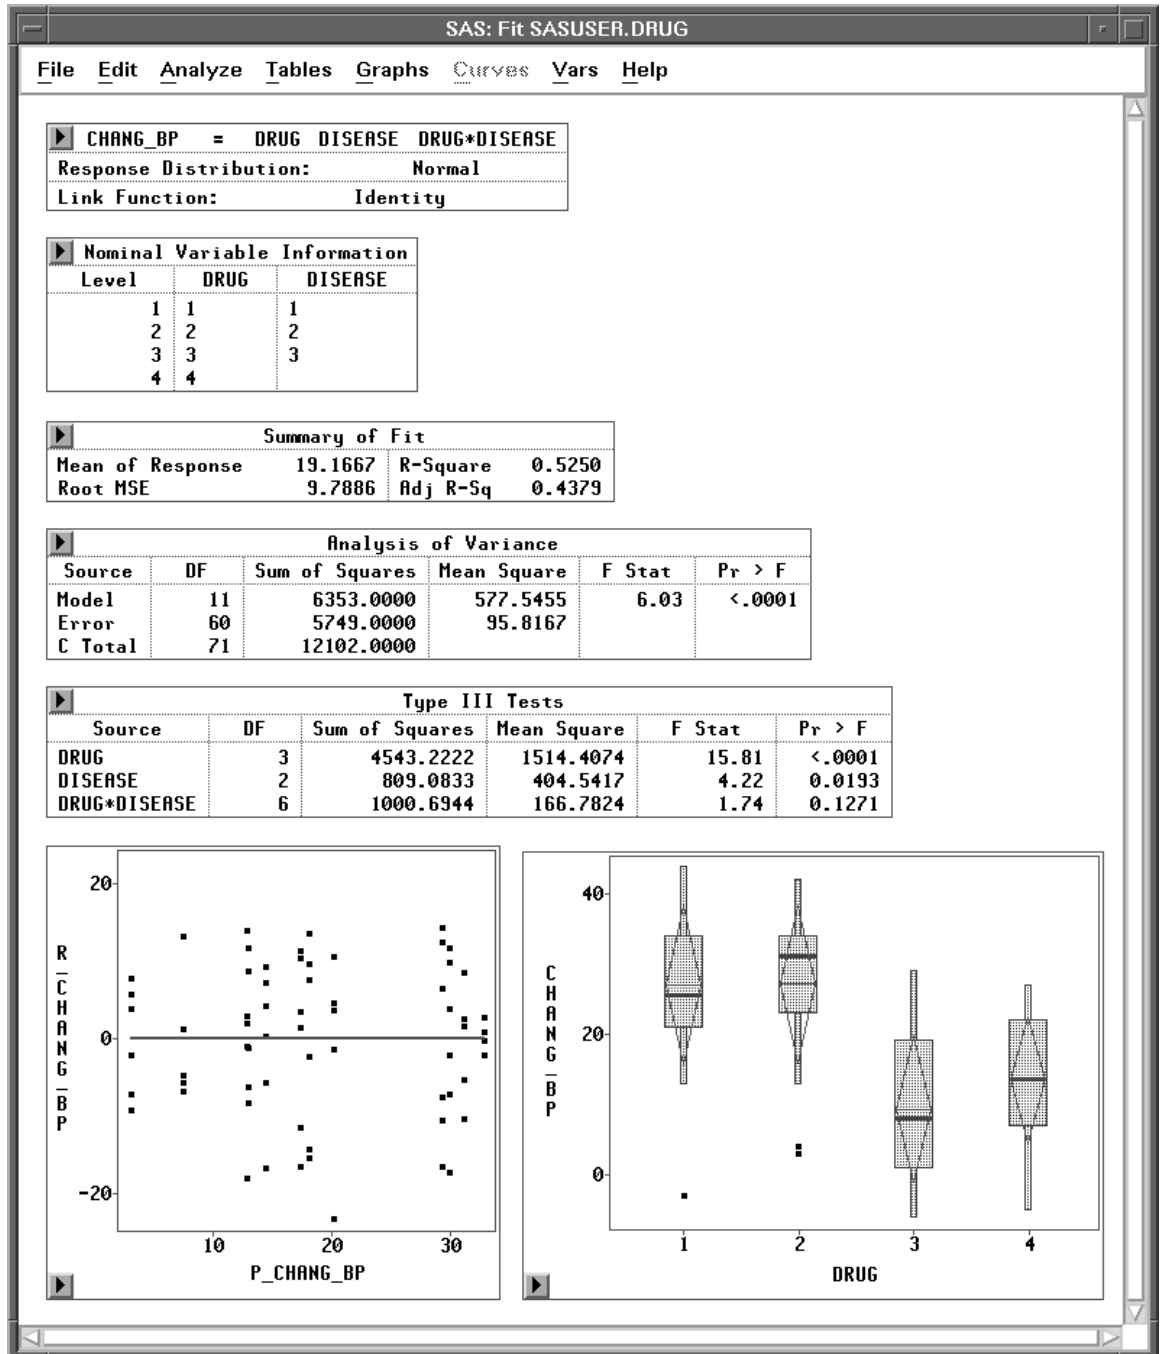 SAS: Fit SASUSER.DRUG
File Edit Analyze Tables Graphs Curves Vars Help
CHANG_BP = DRUG DISEASE DRUG*DISEASE
Response Distribution: Normal
Link Function: Identity
Nominal Variable Information
Level DRUG DISEASE
1 1 1
2 2 2
3 3 3
4 4
Summary of Fit
Mean of Response 19.1667 R-Square 0.5250
Root MSE 9.7886 Adj R-Sq 0.4379
Analysis of Variance
Source DF Sum of Squares Mean Square F Stat Pr > F
Model 11 6353.0000 577.5455 6.03 <.0001
Error 60 5749.0000 95.8167
C Total 71 12102.0000
Type III Tests
Source DF Sum of Squares Mean Square F Stat Pr > F
DRUG 3 4543.2222 1514.4074 15.81 <.0001
DISEASE 2 809.0833 404.5417 4.22 0.0193
DRUG*DISEASE 6 1000.6944 166.7824 1.74 0.1271
R_CHANG_BP
20
0
-20
10 20 30
P_CHANG_BP
CHANG_BP
40
20
0
1 2 3 4
DRUG